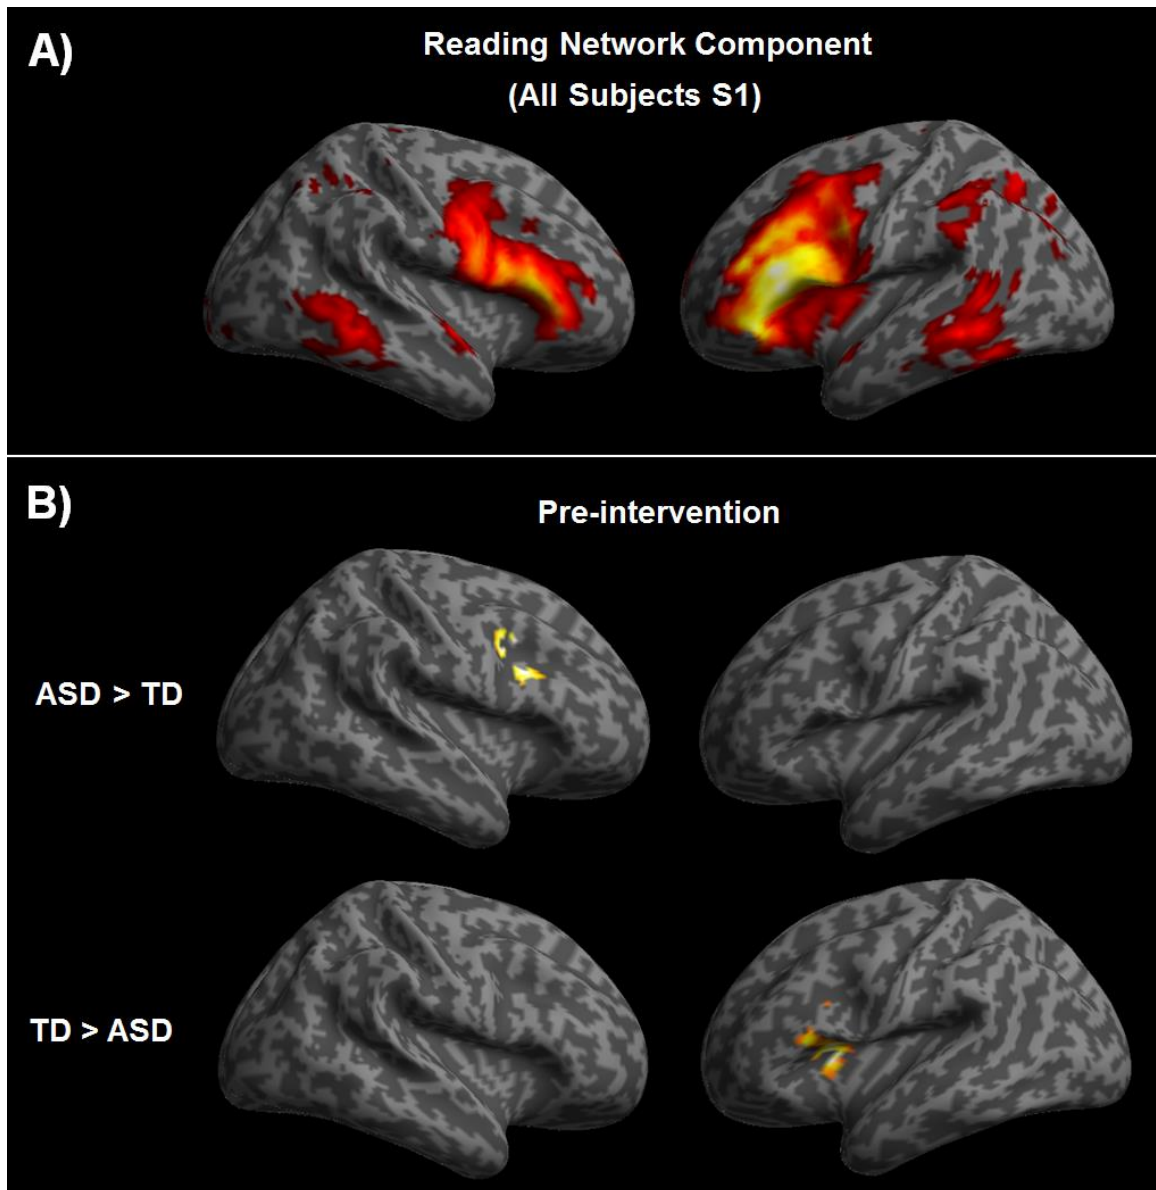 A)
Reading Network Component
(All Subjects S1)
B)
Pre-intervention
ASD > TD
TD > ASD